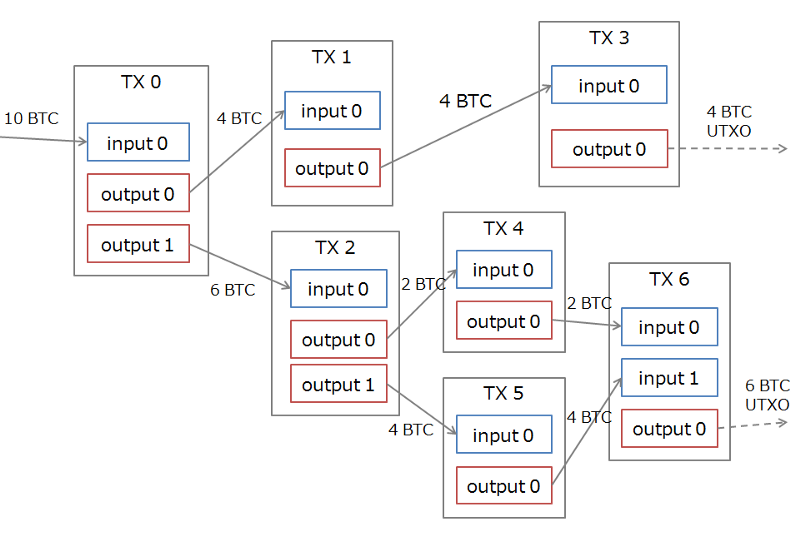 TX 0
10 BTC
input 0
output 0
output 1
4 BTC
6 BTC
TX 1
input 0
output 0
4 BTC
TX 3
input 0
output 0
4 BTC
UTXO
TX 2
input 0
output 0
output 1
2 BTC
4 BTC
TX 4
input 0
output 0
2 BTC
TX 5
input 0
output 0
4 BTC
TX 6
input 0
input 1
output 0
6 BTC
UTXO